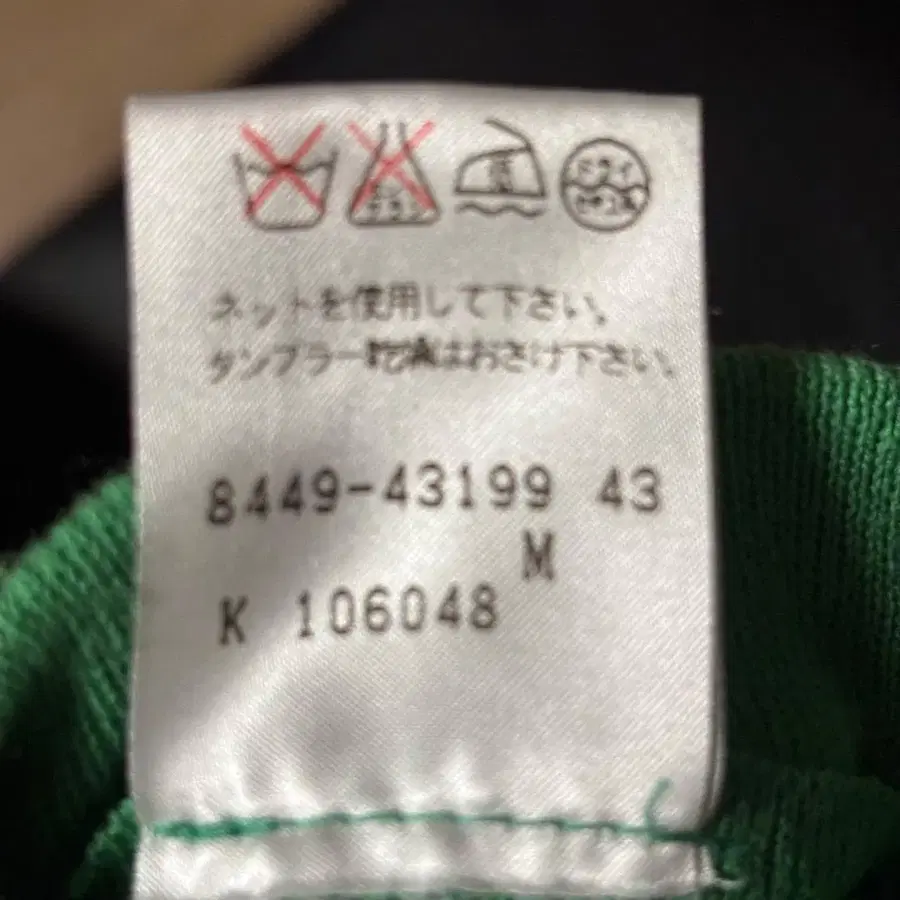 ネットを使用して下さい。
タンブラー乾燥はおさけ下さい。
8449-43199 43
M
K 106048